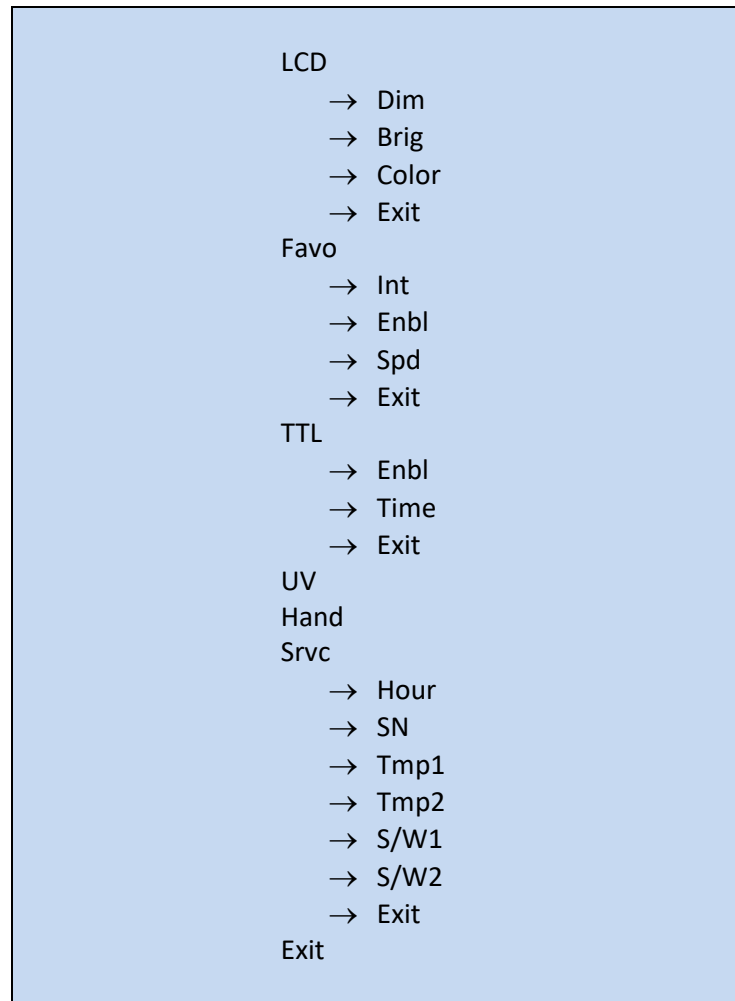 LCD
→ Dim
→ Brig
→ Color
→ Exit
Favo
→ Int
→ Enbl
→ Spd
→ Exit
TTL
→ Enbl
→ Time
→ Exit
UV
Hand
Srvc
→ Hour
→ SN
→ Tmp1
→ Tmp2
→ S/W1
→ S/W2
→ Exit
Exit